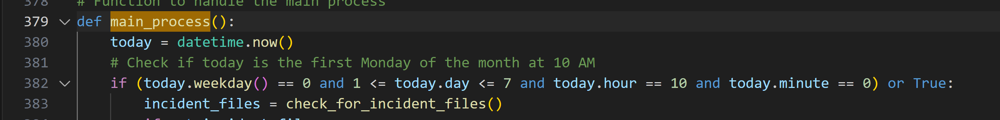 378 # Function to handle the main process
379 def main_process():
380 today = datetime.now()
381 # Check if today is the first Monday of the month at 10 AM
382 if (today.weekday() == 0 and 1 <= today.day <= 7 and today.hour == 10 and today.minute == 0) or True:
383 incident_files = check_for_incident_files()